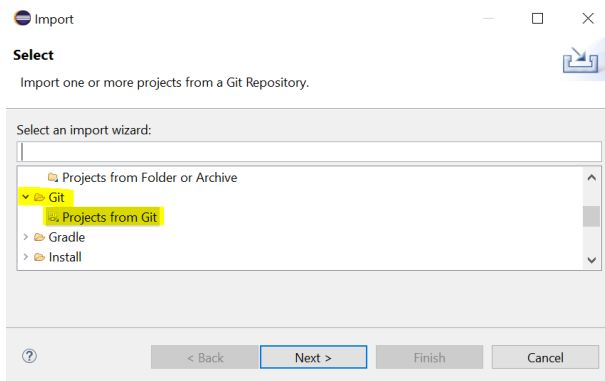 Import
Select
Import one or more projects from a Git Repository.
Select an import wizard:
Projects from Folder or Archive
Git
Projects from Git
Gradle
Install
? < Back Next > Finish Cancel